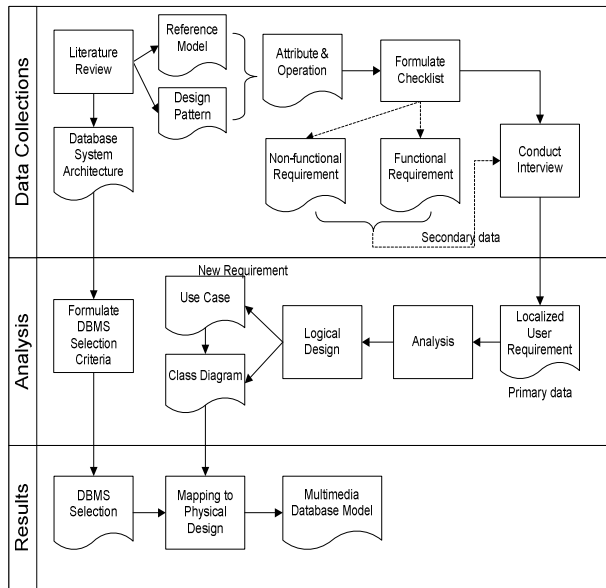 Data Collections
Literature
Review
Reference
Model
Design
Pattern
Attribute &
Operation
Formulate
Checklist
Database
System
Architecture
Non-functional
Requirement
Functional
Requirement
Conduct
Interview
Secondary data
Analysis
New Requirement
Use Case
Formulate
DBMS
Selection
Criteria
Class Diagram
Logical
Design
Analysis
Localized
User
Requirement
Primary data
Results
DBMS
Selection
Mapping to
Physical
Design
Multimedia
Database Model